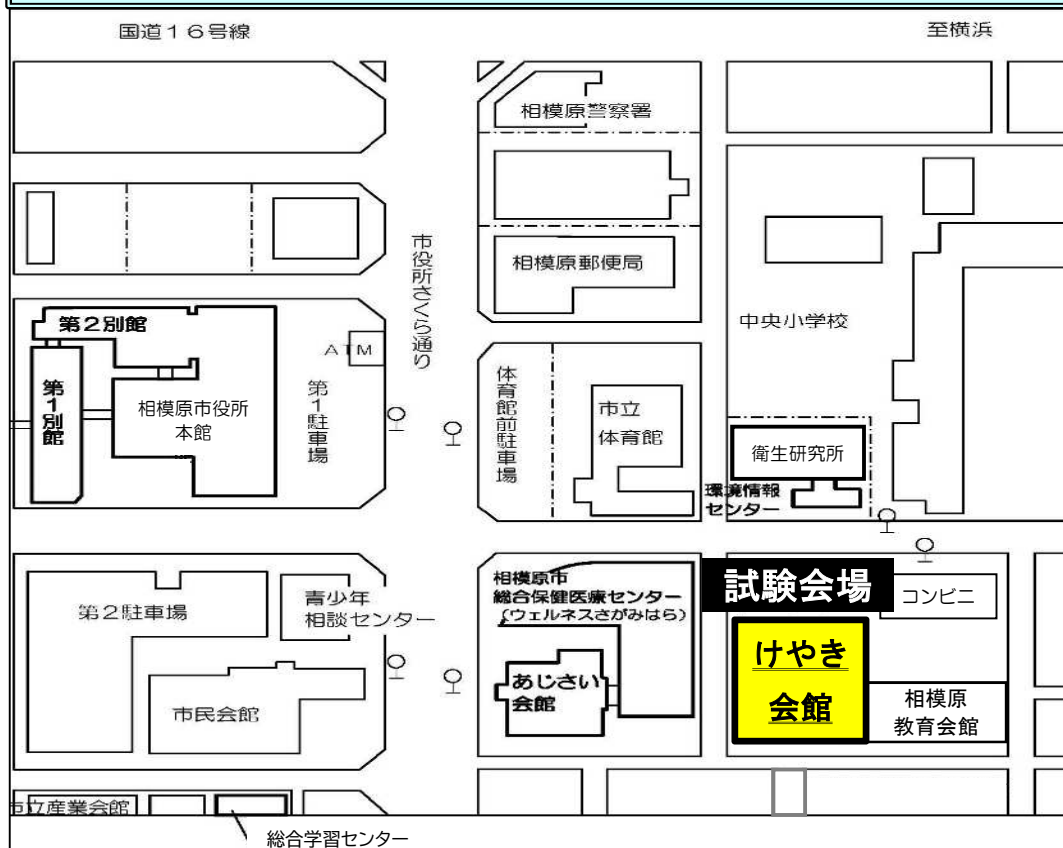 国道１６号線
至横浜
相模原警察署
市役所さくら通り
相模原郵便局
中央小学校
第２別館
ATM
第１別館
相模原市役所
本館
第１駐車場
体育館前駐車場
市立
体育館
衛生研究所
環境情報
センター
第２駐車場
青少年
相談センター
相模原市
総合保健医療センター
（ウェルネスさがみはら）
試験会場
コンビニ
けやき
会館
あじさい
会館
市民会館
相模原
教育会館
市立産業会館
総合学習センター